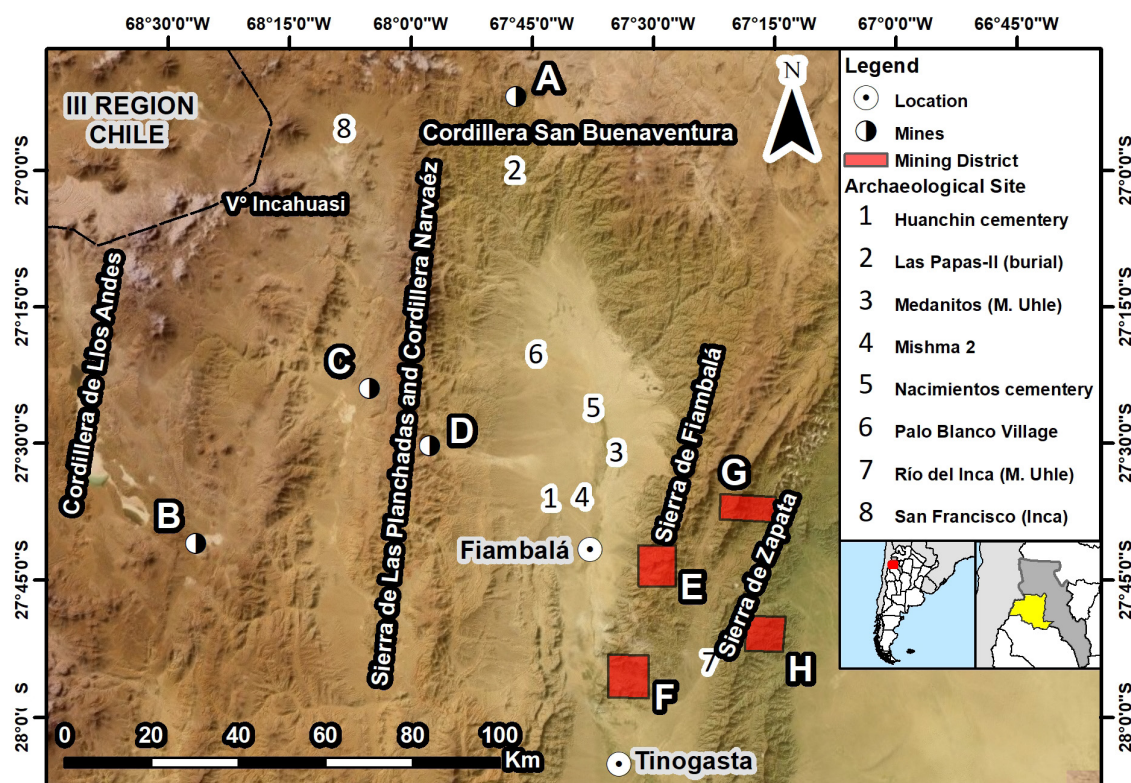 68°30'0"W 68°15'0"W 68°0'0"W 67°45'0"W 67°30'0"W 67°15'0"W 67°0'0"W 66°45'0"W
III REGION
CHILE
8
A
Cordillera San Buenaventura
2
V° Incahuasi
Cordillera de Llos Andes
Sierra de Las Planchadas and Cordillera Narvaéz
6
C
5
D
3
Sierra de Fiambalá
G
1
4
B
Fiambalá
E
Sierra de Zapata
7
H
F
Tinogasta
0 20 40 60 80 100
Km
N
Legend
Location
Mines
Mining District
Archaeological Site
1 Huanchin cementery
2 Las Papas-II (burial)
3 Medanitos (M. Uhle)
4 Mishma 2
5 Nacimientos cementery
6 Palo Blanco Village
7 Río del Inca (M. Uhle)
8 San Francisco (Inca)
27°0'0"S
27°15'0"S
27°30'0"S
27°45'0"S
28°0'
27°0'0"S
27°15'0"S
27°30'0"S
27°45'0"S
28°0'0"S